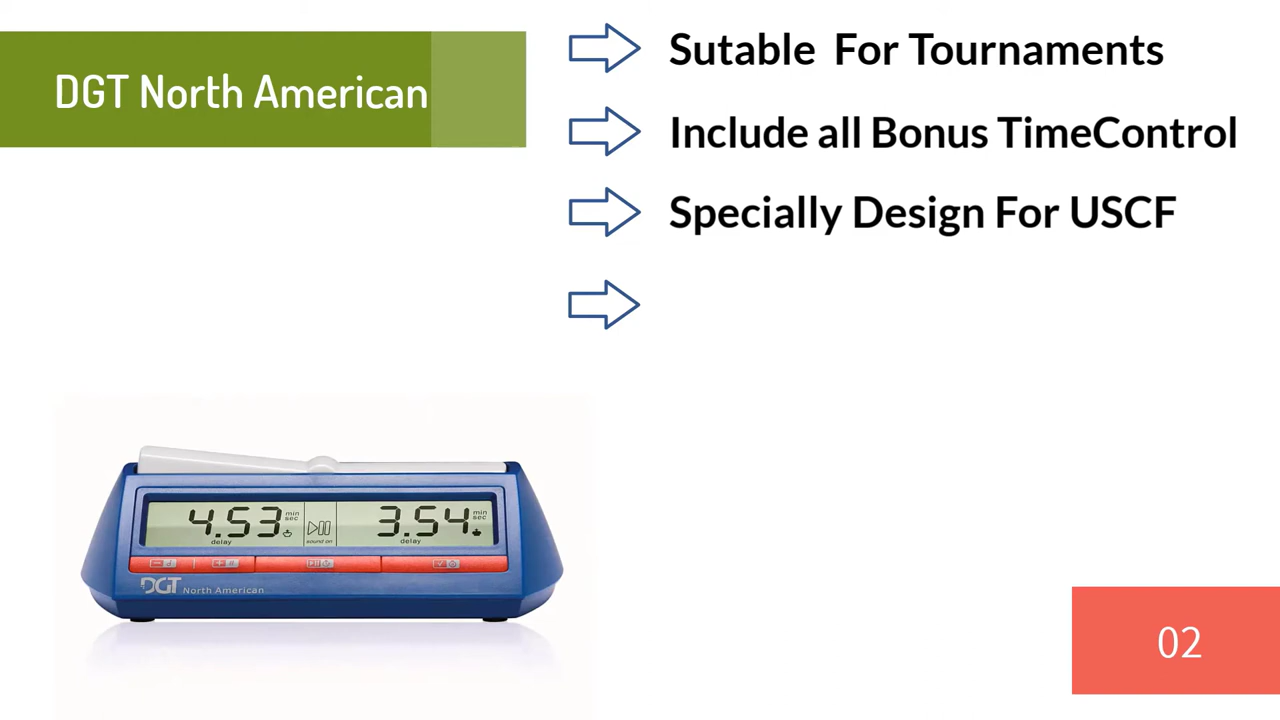 DGT North American
Sutable For Tournaments
Include all Bonus TimeControl
Specially Design For USCF
4.53 min sec
delay
sound on
3.54 min sec
delay
DGT North American
02